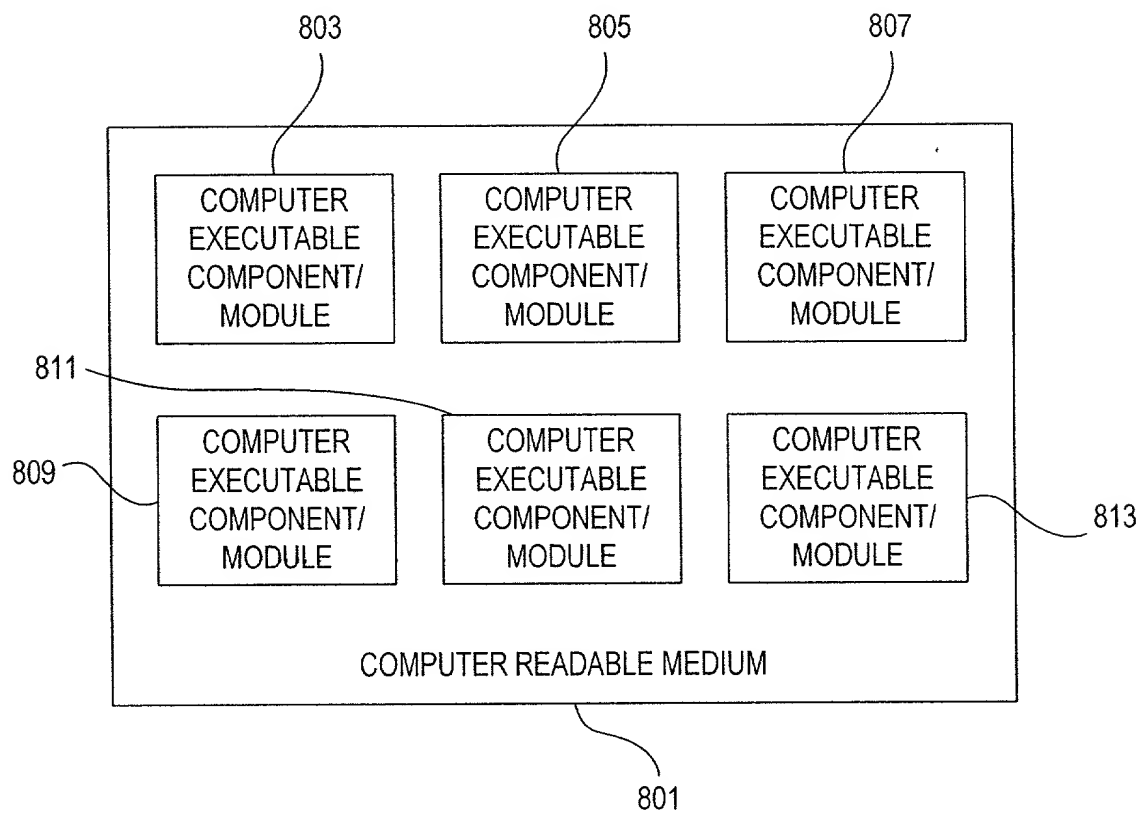 803
805
807
COMPUTER
EXECUTABLE
COMPONENT/
MODULE
COMPUTER
EXECUTABLE
COMPONENT/
MODULE
COMPUTER
EXECUTABLE
COMPONENT/
MODULE
811
809
COMPUTER
EXECUTABLE
COMPONENT/
MODULE
COMPUTER
EXECUTABLE
COMPONENT/
MODULE
COMPUTER
EXECUTABLE
COMPONENT/
MODULE
813
COMPUTER READABLE MEDIUM
801